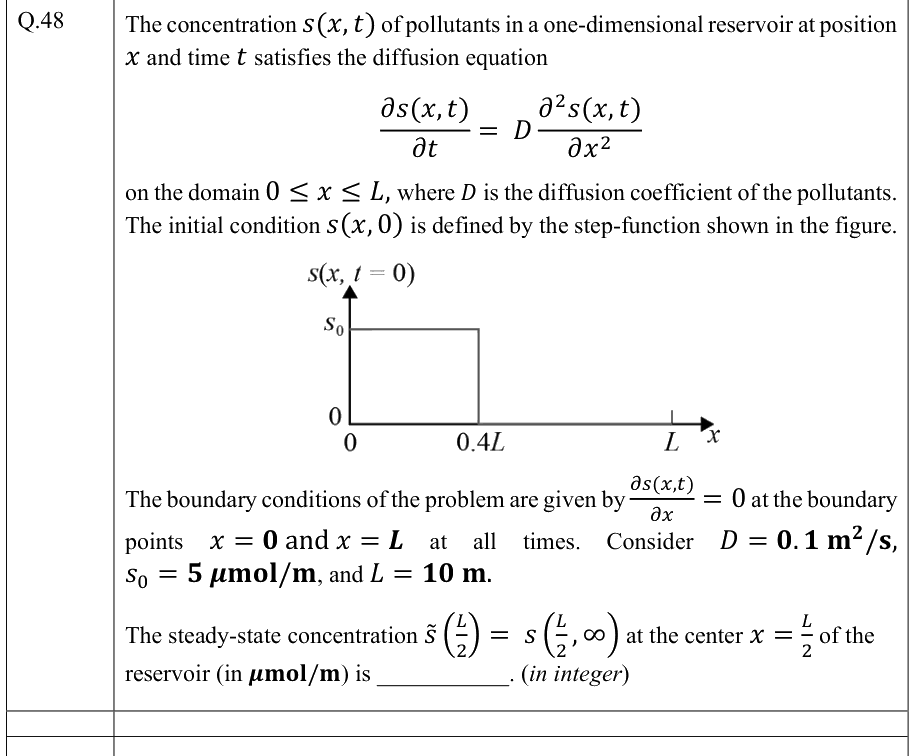 Q.48
The concentration s(x, t) of pollutants in a one-dimensional reservoir at position
x and time t satisfies the diffusion equation
∂s(x, t)/∂t = D ∂²s(x, t)/∂x²
on the domain 0 ≤ x ≤ L, where D is the diffusion coefficient of the pollutants.
The initial condition s(x, 0) is defined by the step-function shown in the figure.
s(x, t = 0)
s₀
0
0 0.4L L x
The boundary conditions of the problem are given by ∂s(x,t)/∂x = 0 at the boundary
points x = 0 and x = L at all times. Consider D = 0.1 m²/s,
s₀ = 5 μmol/m, and L = 10 m.
The steady-state concentration s̃(L/2) = s(L/2, ∞) at the center x = L/2 of the
reservoir (in μmol/m) is ____________. (in integer)